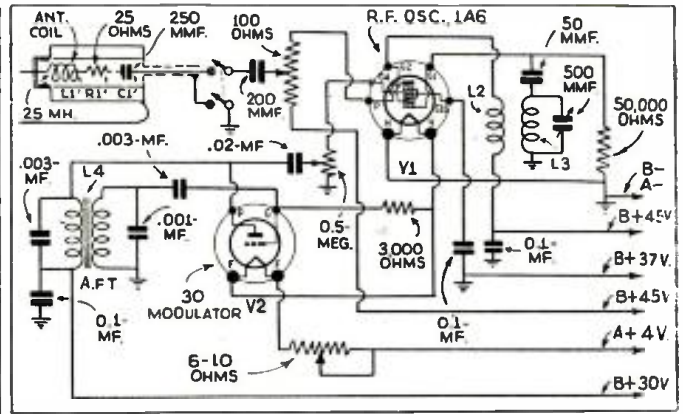 ANT.
COIL
25
OHMS
250
MMF.
L1' R1' C1'
25 MH.
100
OHMS
200
MMF.
R.F. OSC. 1A6
50
MMF.
L2
500
MMF.
L3
50,000
OHMS
V1
.003-MF.
.02-MF
.003-
MF.
L4
.001-
MF.
A.F.T
0.1-
MF.
0.5-
MEG.
3,000
OHMS
30
MODULATOR
V2
0.1-
MF.
0.1-
MF.
6-10
OHMS
B-
A-
B+45V
B+37V.
B+45V
A+4V
B+30V